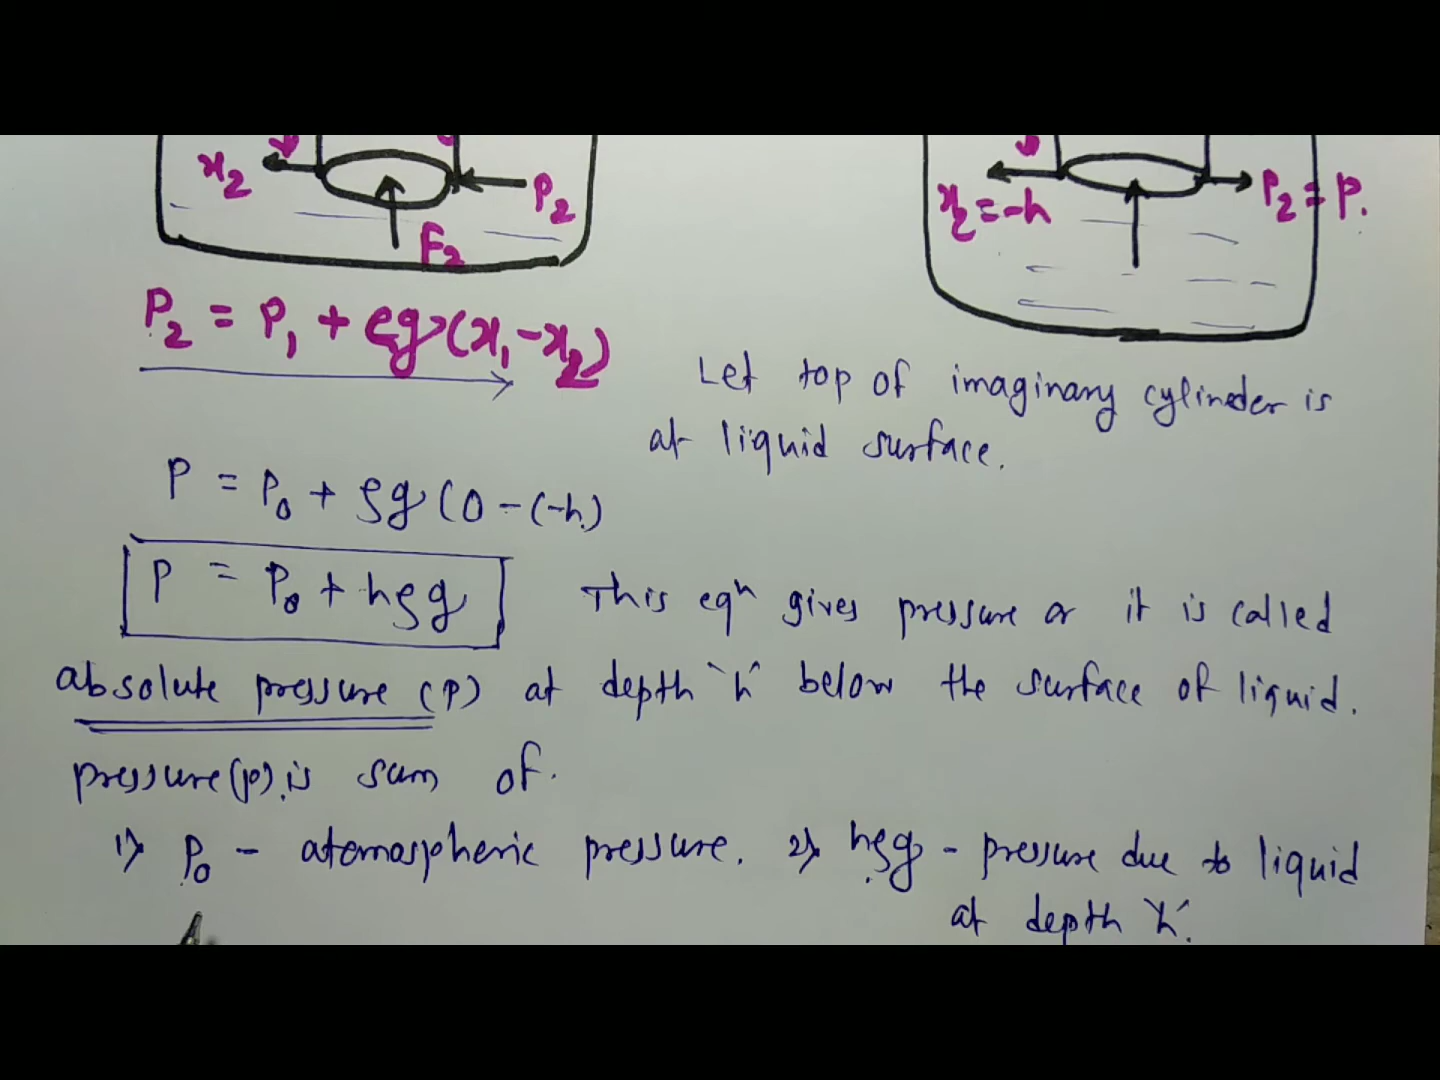 x₂ P₂ x₂ = -h P₂ = P.
F₂
P₂ = P₁ + ρg(x₁-x₂)
Let top of imaginary cylinder is
at liquid surface.
P = P₀ + ρg(0-(-h)
P = P₀ + hρg This eqⁿ gives pressure or it is called
absolute pressure (P) at depth 'h' below the surface of liquid.
pressure(p) is sum of.
1) P₀ - atomospheric pressure. 2) hρg - pressure due to liquid
at depth 'h'.